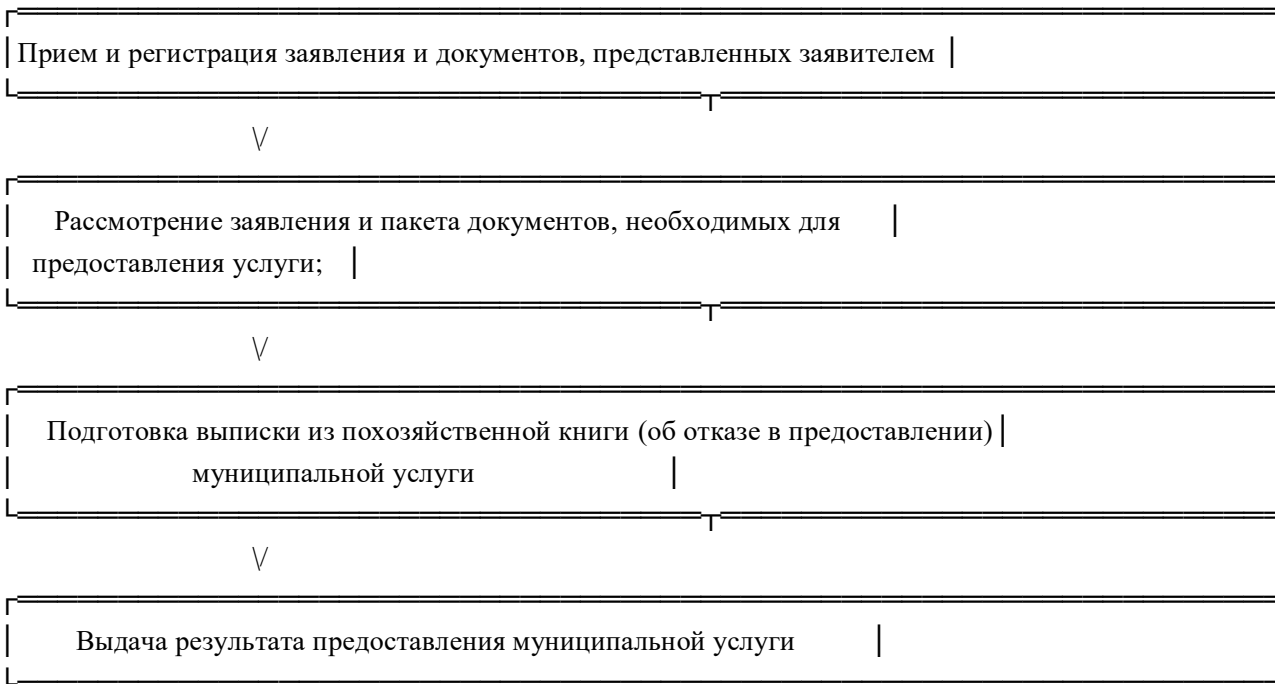 Прием и регистрация заявления и документов, представленных заявителем
Рассмотрение заявления и пакета документов, необходимых для
предоставления услуги;
Подготовка выписки из похозяйственной книги (об отказе в предоставлении)
муниципальной услуги
Выдача результата предоставления муниципальной услуги